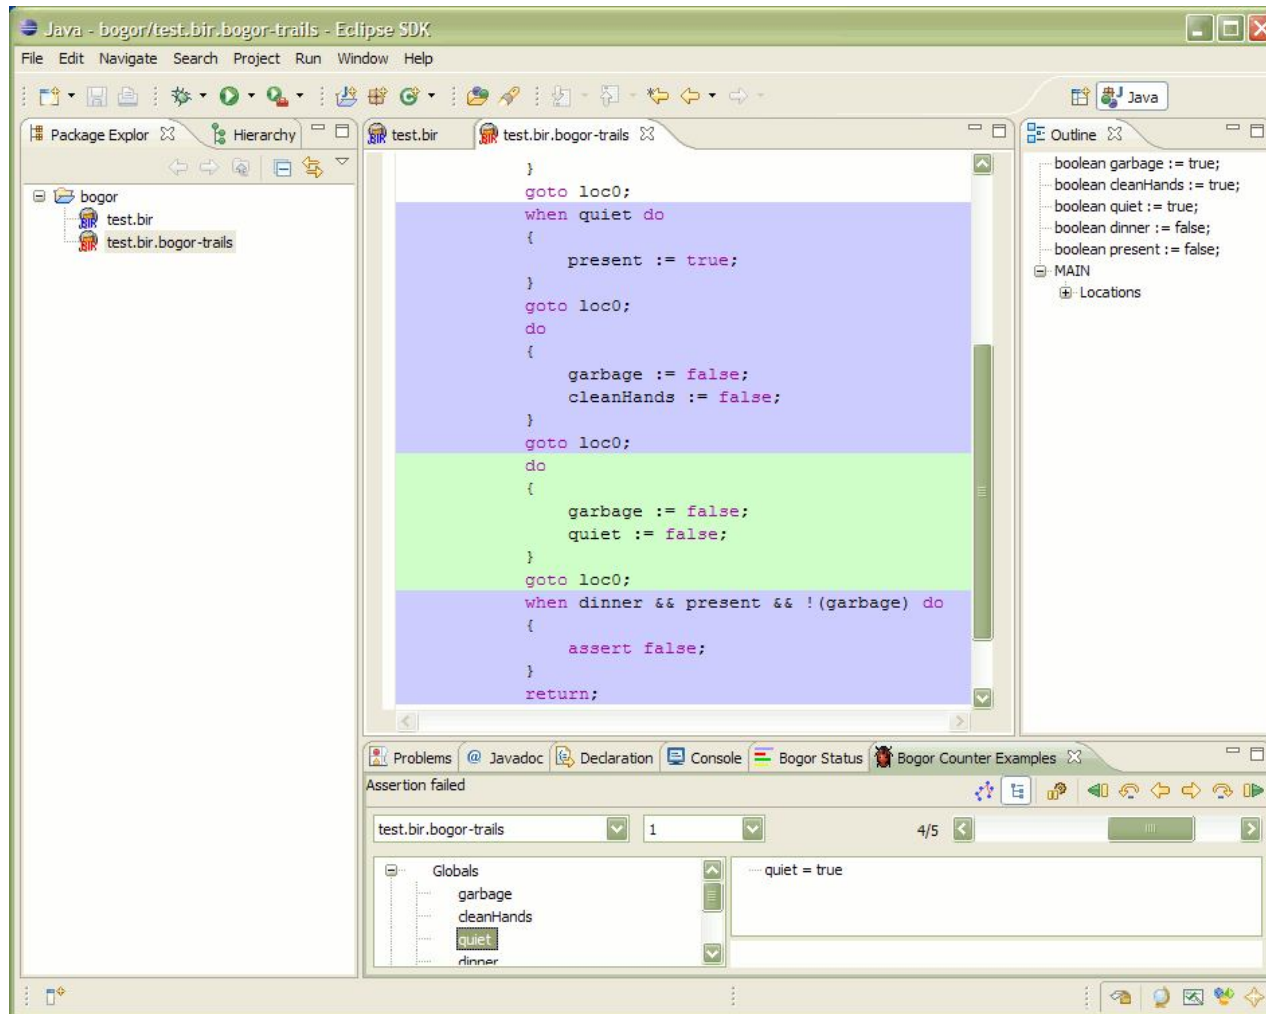 Java - bogor/test.bir.bogor-trails - Eclipse SDK
File Edit Navigate Search Project Run Window Help
Java
Package Explor
Hierarchy
bogor
test.bir
test.bir.bogor-trails
test.bir
test.bir.bogor-trails
}
goto loc0;
when quiet do
{
present := true;
}
goto loc0;
do
{
garbage := false;
cleanHands := false;
}
goto loc0;
do
{
garbage := false;
quiet := false;
}
goto loc0;
when dinner && present && !(garbage) do
{
assert false;
}
return;
Outline
boolean garbage := true;
boolean cleanHands := true;
boolean quiet := true;
boolean dinner := false;
boolean present := false;
MAIN
Locations
Problems @ Javadoc Declaration Console Bogor Status Bogor Counter Examples
Assertion failed
test.bir.bogor-trails 1 4/5
Globals
garbage
cleanHands
quiet
dinner
quiet = true